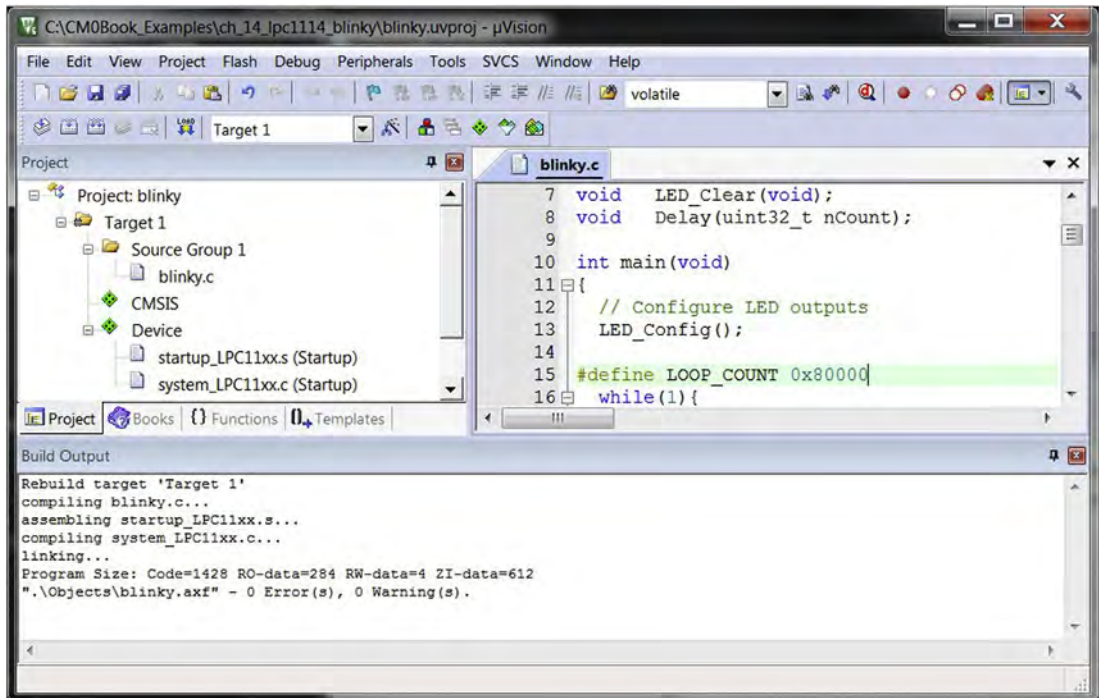 C:\CM0Book_Examples\ch_14_lpc1114_blinky\blinky.uvproj - µVision
File Edit View Project Flash Debug Peripherals Tools SVCS Window Help
volatile
LOAD
Target 1
Project
Project: blinky
Target 1
Source Group 1
blinky.c
CMSIS
Device
startup_LPC11xx.s (Startup)
system_LPC11xx.c (Startup)
Project Books {} Functions Templates
blinky.c
7 void LED_Clear(void);
8 void Delay(uint32_t nCount);
9
10 int main(void)
11 {
12 // Configure LED outputs
13 LED_Config();
14
15 #define LOOP_COUNT 0x80000
16 while(1){
Build Output
Rebuild target 'Target 1'
compiling blinky.c...
assembling startup_LPC11xx.s...
compiling system_LPC11xx.c...
linking...
Program Size: Code=1428 RO-data=284 RW-data=4 ZI-data=612
".\Objects\blinky.axf" - 0 Error(s), 0 Warning(s).